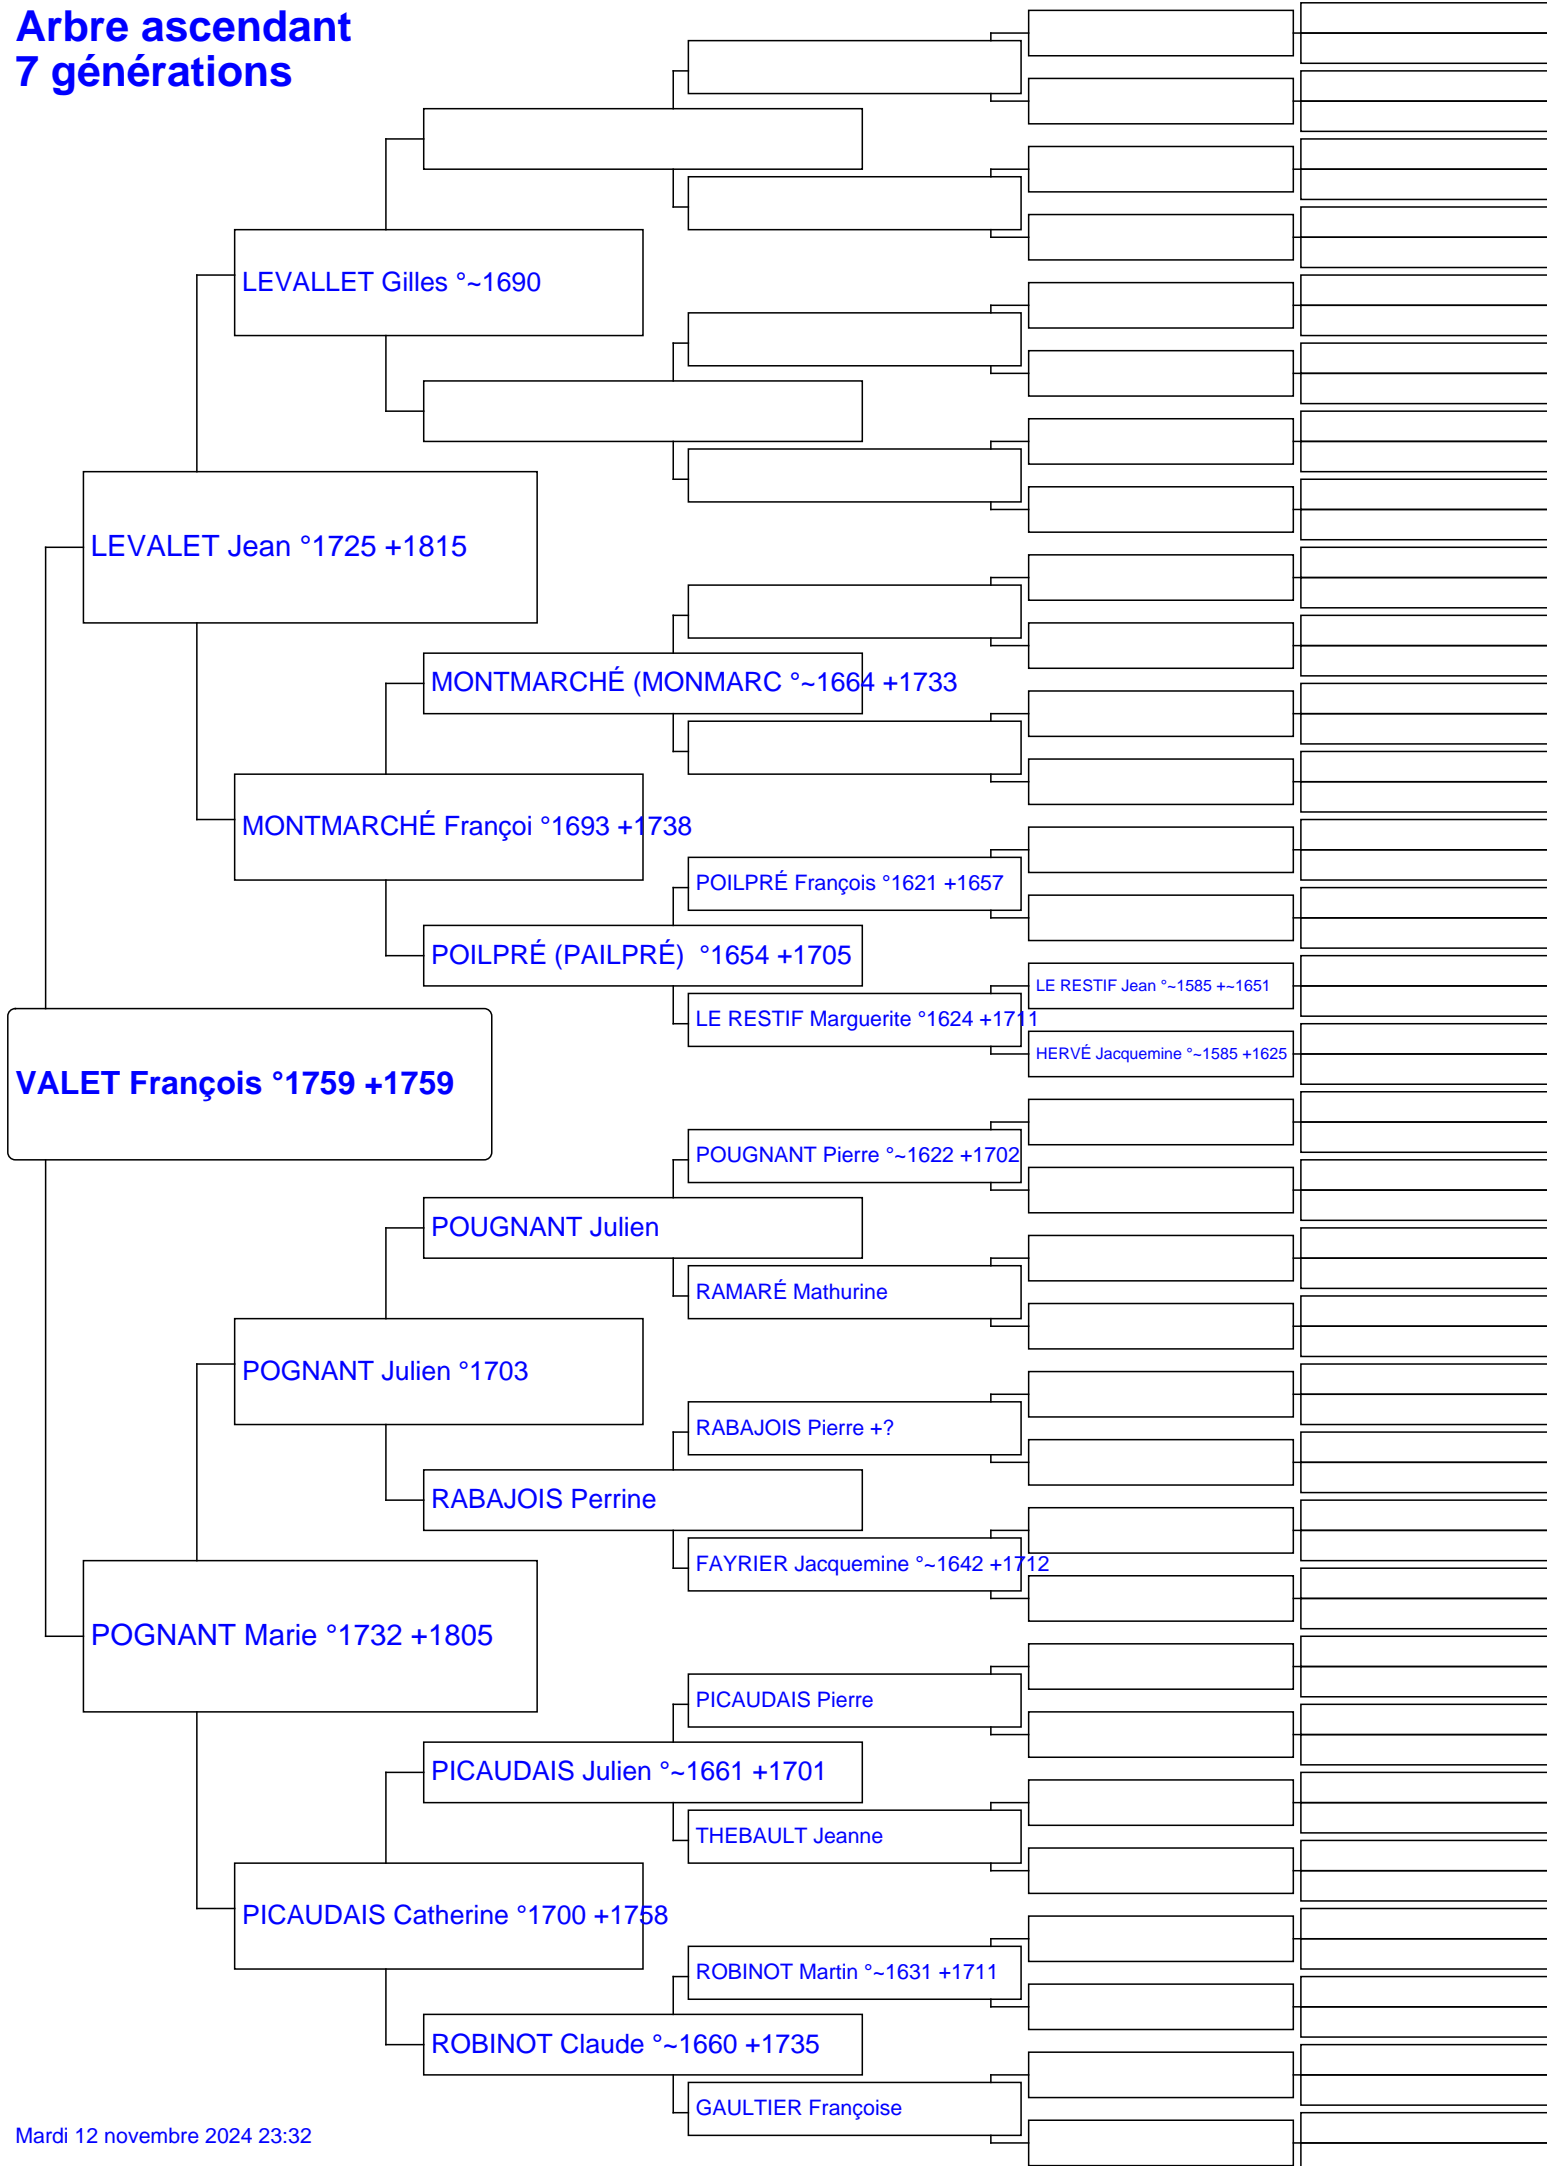 Arbre ascendant
7 générations
LEVALLET Gilles °~1690
LEVALET Jean °1725 +1815
MONTMARCHÉ (MONMARC °~1664 +1733
MONTMARCHÉ Françoi °1693 +1738
POILPRÉ François °1621 +1657
POILPRÉ (PAILPRÉ) °1654 +1705
LE RESTIF Jean °~1585 +~1651
LE RESTIF Marguerite °1624 +1711
HERVÉ Jacquemine °~1585 +1625
VALET François °1759 +1759
POUGNANT Pierre °~1622 +1702
POUGNANT Julien
RAMARÉ Mathurine
POGNANT Julien °1703
RABAJOIS Pierre +?
RABAJOIS Perrine
FAYRIER Jacquemine °~1642 +1712
POGNANT Marie °1732 +1805
PICAUDAIS Pierre
PICAUDAIS Julien °~1661 +1701
THEBAULT Jeanne
PICAUDAIS Catherine °1700 +1758
ROBINOT Martin °~1631 +1711
ROBINOT Claude °~1660 +1735
GAULTIER Françoise
Mardi 12 novembre 2024 23:32